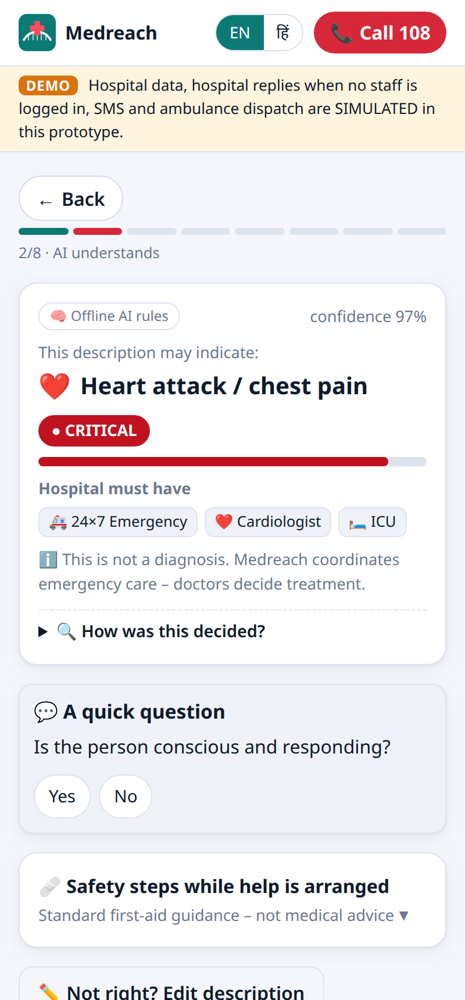 Medreach
EN
हिं
📞 Call 108
DEMO Hospital data, hospital replies when no staff is
logged in, SMS and ambulance dispatch are SIMULATED in
this prototype.
← Back
2/8 · AI understands
🧠 Offline AI rules
confidence 97%
This description may indicate:
❤️ Heart attack / chest pain
● CRITICAL
Hospital must have
🚑 24×7 Emergency
❤️ Cardiologist
🛏️ ICU
ℹ️ This is not a diagnosis. Medreach coordinates
emergency care – doctors decide treatment.
▶ 🔍 How was this decided?
💬 A quick question
Is the person conscious and responding?
Yes
No
🩹 Safety steps while help is arranged
Standard first-aid guidance – not medical advice ▼
✏️ Not right? Edit description